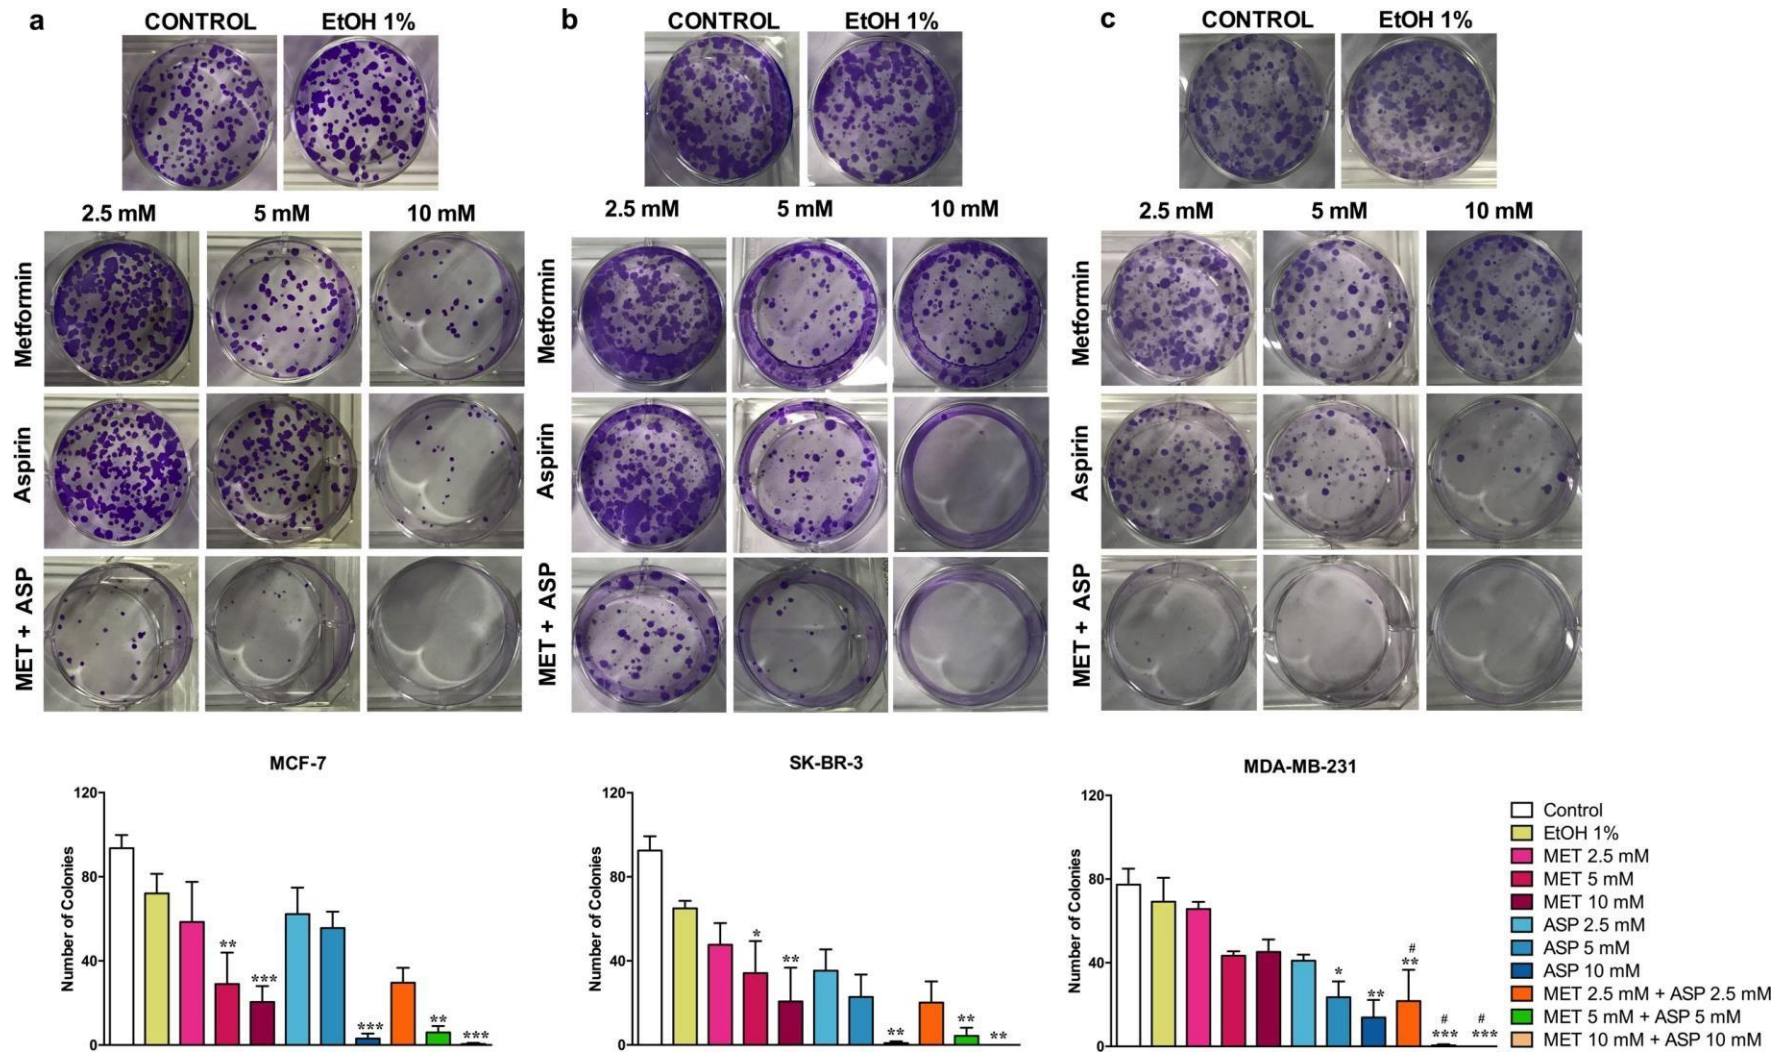 a
CONTROL EtOH 1%
2.5 mM 5 mM 10 mM
Metformin
Aspirin
MET + ASP
b
CONTROL EtOH 1%
2.5 mM 5 mM 10 mM
Metformin
Aspirin
MET + ASP
c
CONTROL EtOH 1%
2.5 mM 5 mM 10 mM
Metformin
Aspirin
MET + ASP
MCF-7
Number of Colonies
120
80
40
0
** *** *** ** ***
SK-BR-3
Number of Colonies
120
80
40
0
* ** ** ** **
MDA-MB-231
Number of Colonies
120
80
40
0
# # #
* ** ** *** ***
Control
EtOH 1%
MET 2.5 mM
MET 5 mM
MET 10 mM
ASP 2.5 mM
ASP 5 mM
ASP 10 mM
MET 2.5 mM + ASP 2.5 mM
MET 5 mM + ASP 5 mM
MET 10 mM + ASP 10 mM